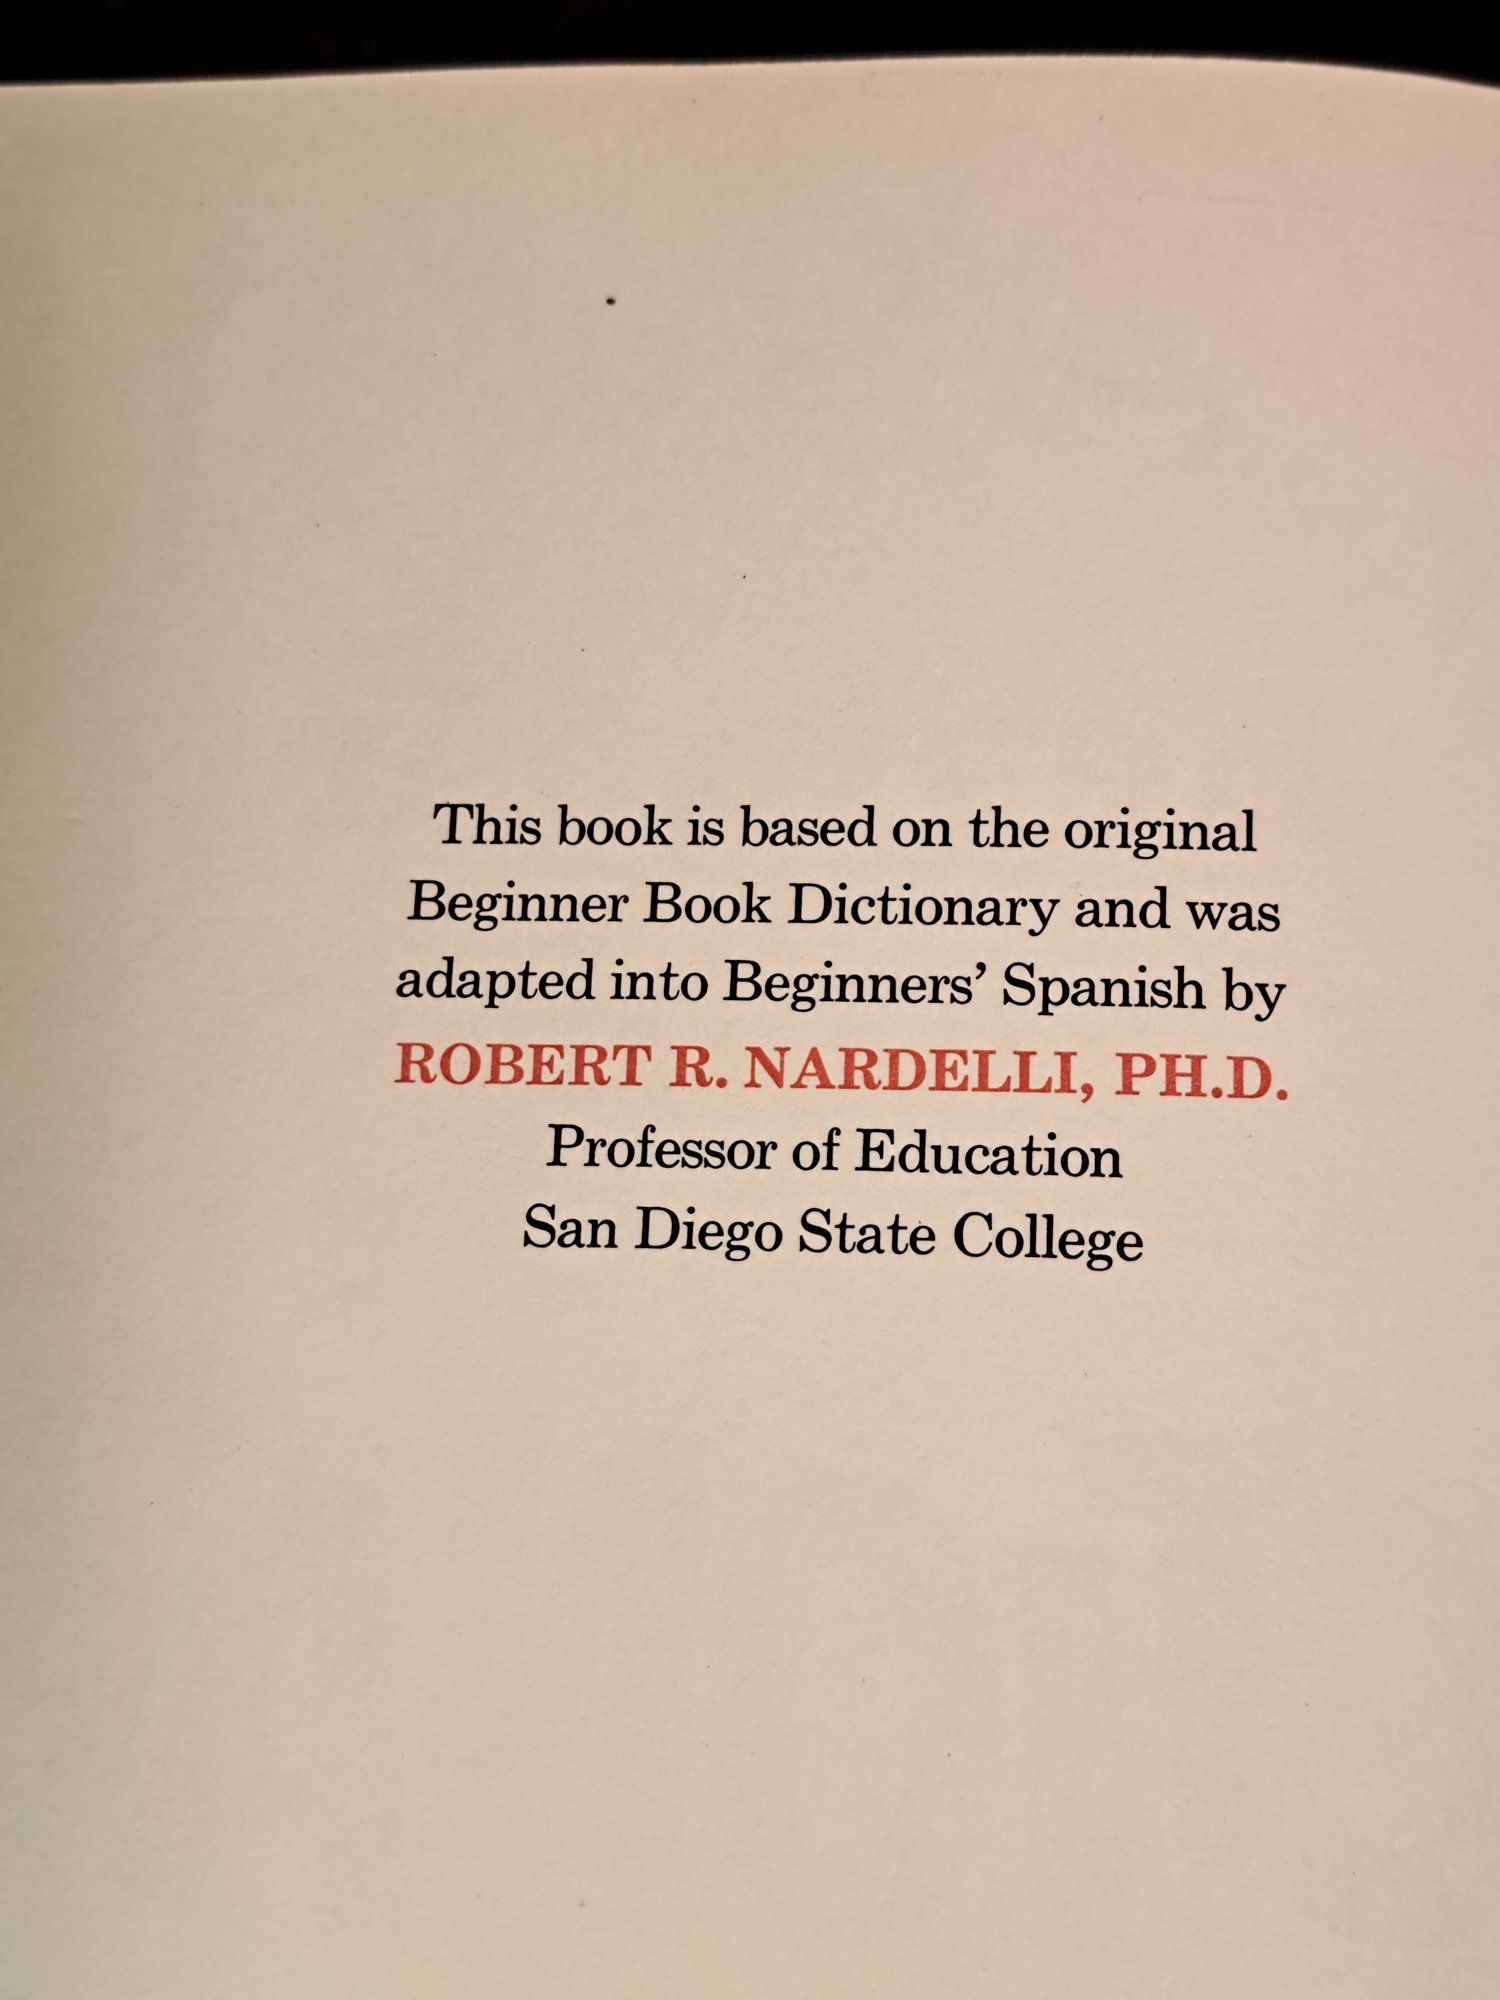 This book is based on the original
Beginner Book Dictionary and was
adapted into Beginners’ Spanish by
ROBERT R. NARDELLI, PH.D.
Professor of Education
San Diego State College